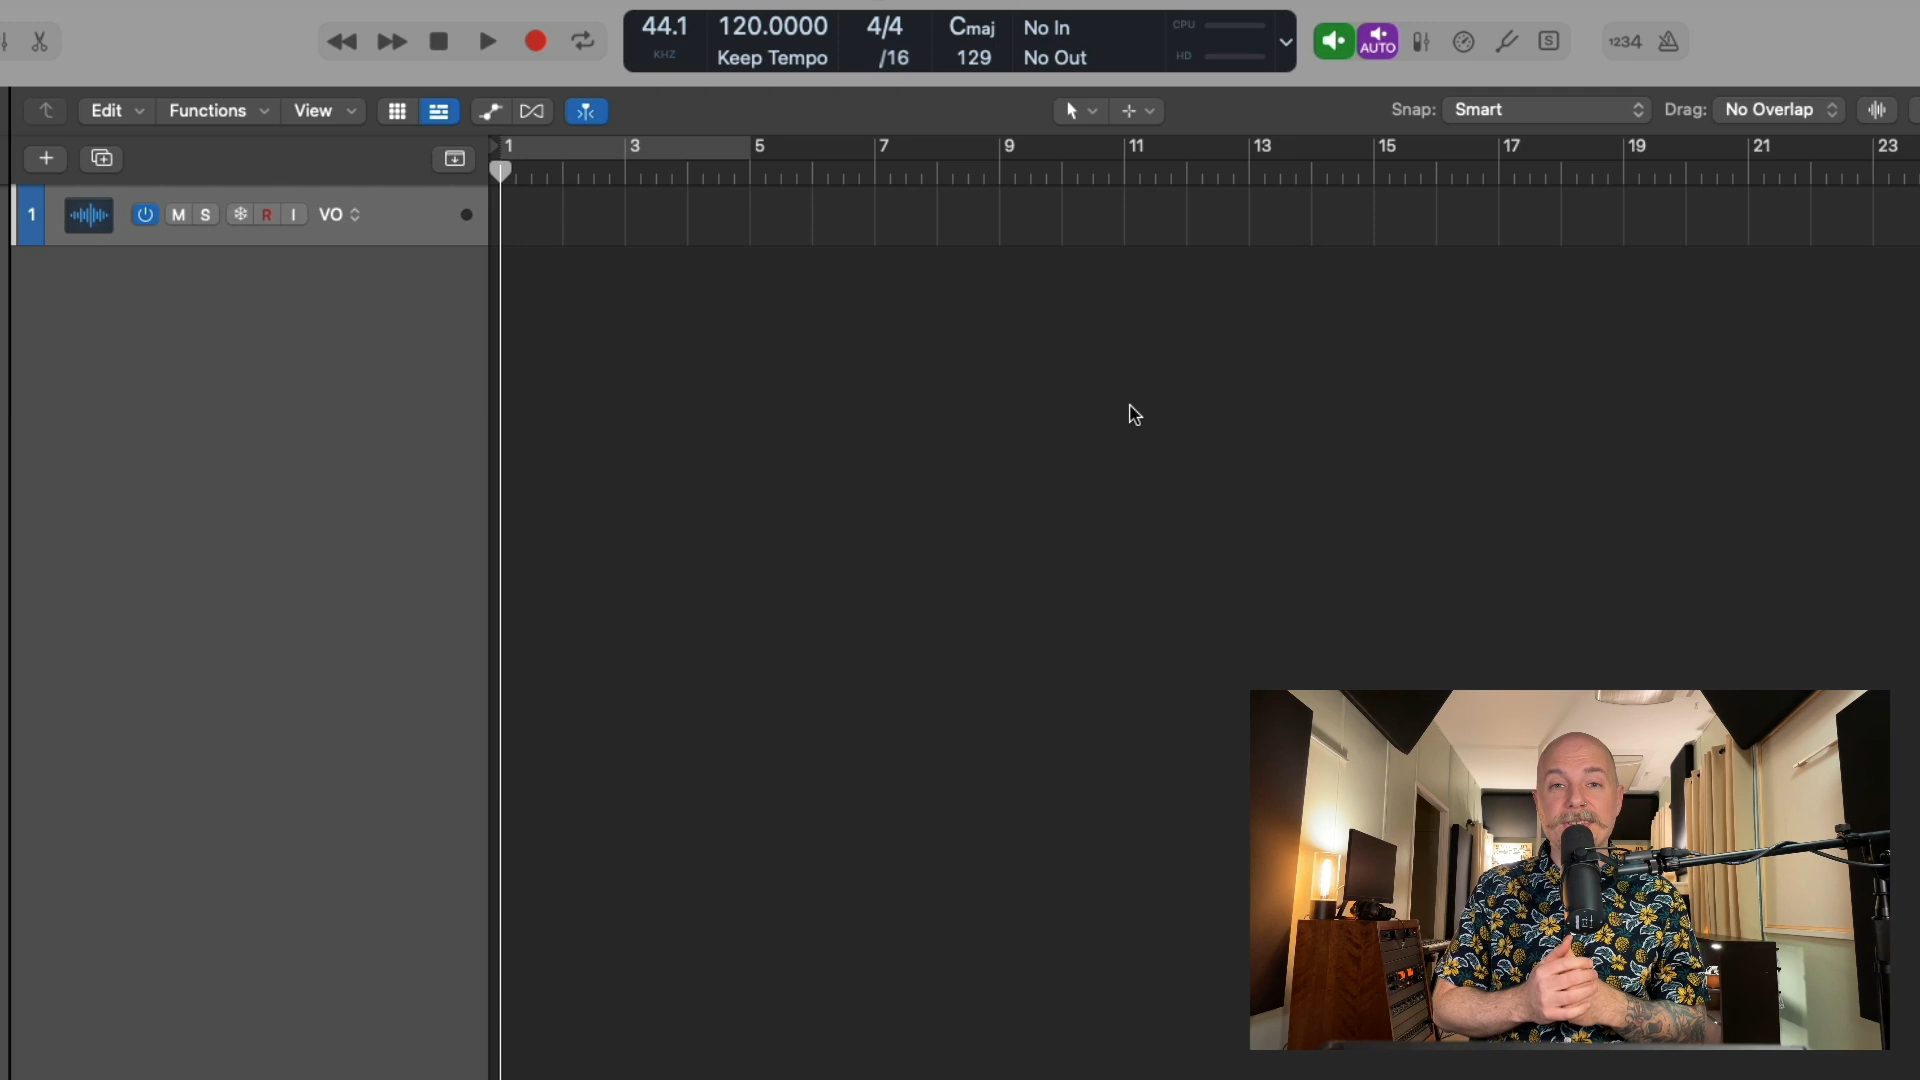 44.1 120.0000 4/4 Cmaj No In CPU
KHZ Keep Tempo /16 129 No Out HD
AUTO
S
1234
Edit Functions View
Snap: Smart Drag: No Overlap
1 3 5 7 9 11 13 15 17 19 21 23
1 M S R I VO